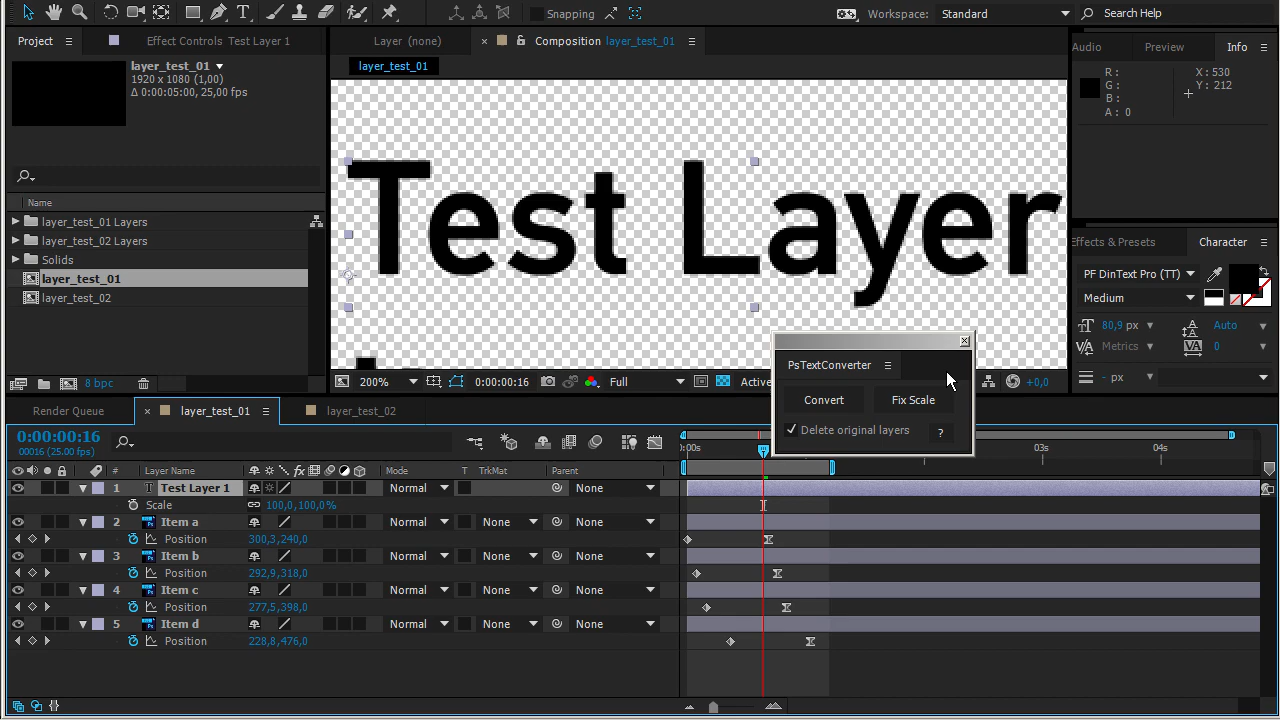 Snapping
Workspace: Standard
Search Help
Project
Effect Controls Test Layer 1
Layer (none)
Composition layer_test_01
Audio
Preview
Info
layer_test_01
1920 x 1080 (1,00)
Δ 0:00:05:00, 25,00 fps
layer_test_01
R :
G :
B :
A : 0
X : 530
Y : 212
Test Layer
Name
layer_test_01 Layers
layer_test_02 Layers
Solids
layer_test_01
layer_test_02
Effects & Presets
Character
PF DinText Pro (TT)
Medium
80,9 px
Auto
Metrics
0
- px
8 bpc
200%
0:00:00:16
Full
Active
+0,0
PsTextConverter
Convert
Fix Scale
Delete original layers
?
Render Queue
layer_test_01
layer_test_02
0:00:00:16
00016 (25.00 fps)
:00s
03s
04s
#
Layer Name
Mode
T
TrkMat
Parent
1
Test Layer 1
Normal
None
Scale
100,0,100,0%
2
Item a
Normal
None
None
Position
300,3,240,0
3
Item b
Normal
None
None
Position
292,9,318,0
4
Item c
Normal
None
None
Position
277,5,398,0
5
Item d
Normal
None
None
Position
228,8,476,0